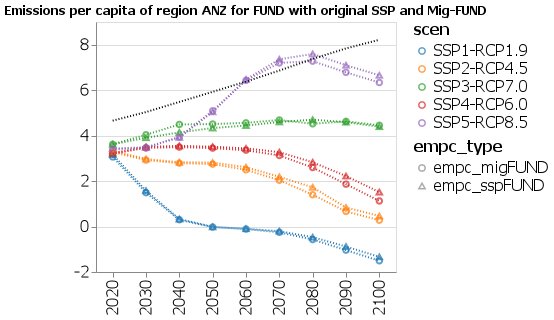 Emissions per capita of region ANZ for FUND with original SSP and Mig-FUND
scen
SSP1-RCP1.9
SSP2-RCP4.5
SSP3-RCP7.0
SSP4-RCP6.0
SSP5-RCP8.5
empc_type
empc_migFUND
empc_sspFUND
8
6
4
2
0
-2
2020
2030
2040
2050
2060
2070
2080
2090
2100